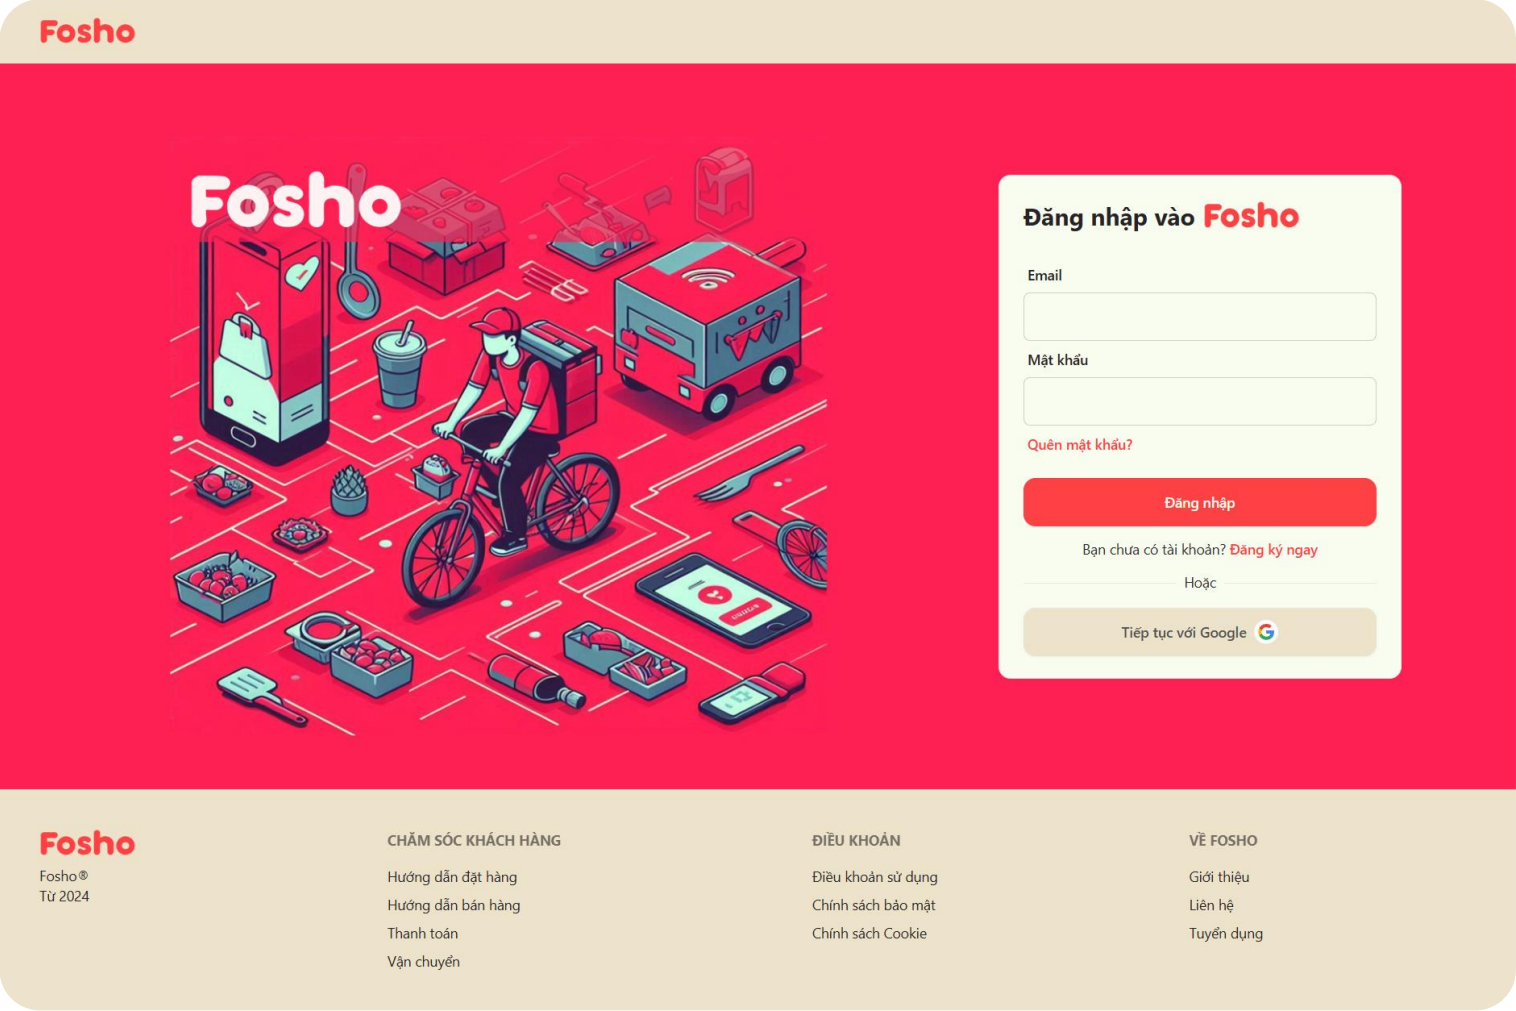 Fosho
Fosho
Đăng nhập vào Fosho
Email
Mật khẩu
Quên mật khẩu?
Đăng nhập
Bạn chưa có tài khoản? Đăng ký ngay
Hoặc
Tiếp tục với Google
Fosho
Fosho®
Từ 2024
CHĂM SÓC KHÁCH HÀNG
Hướng dẫn đặt hàng
Hướng dẫn bán hàng
Thanh toán
Vận chuyển
ĐIỀU KHOẢN
Điều khoản sử dụng
Chính sách bảo mật
Chính sách Cookie
VỀ FOSHO
Giới thiệu
Liên hệ
Tuyển dụng